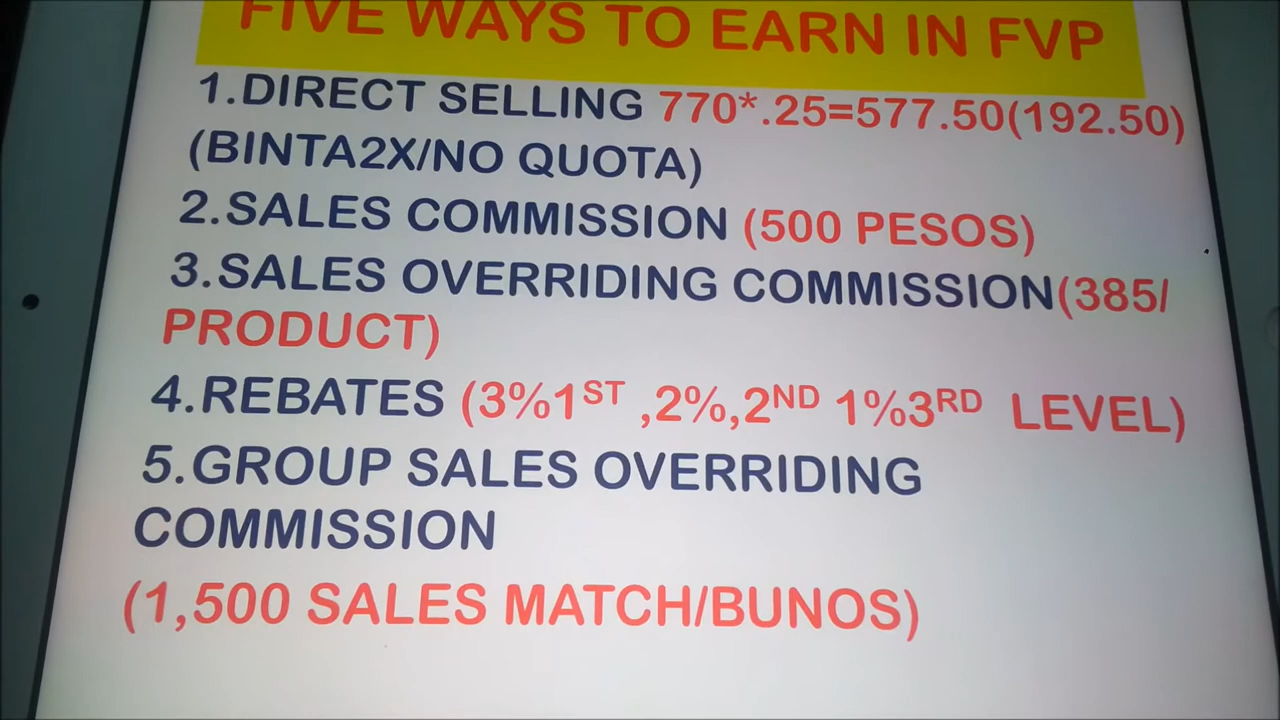 FIVE WAYS TO EARN IN FVP
1.DIRECT SELLING 770*.25=577.50(192.50)
(BINTA2X/NO QUOTA)
2.SALES COMMISSION (500 PESOS)
3.SALES OVERRIDING COMMISSION(385/
PRODUCT)
4.REBATES (3%1ST ,2%,2ND 1%3RD LEVEL)
5.GROUP SALES OVERRIDING
COMMISSION
(1,500 SALES MATCH/BUNOS)